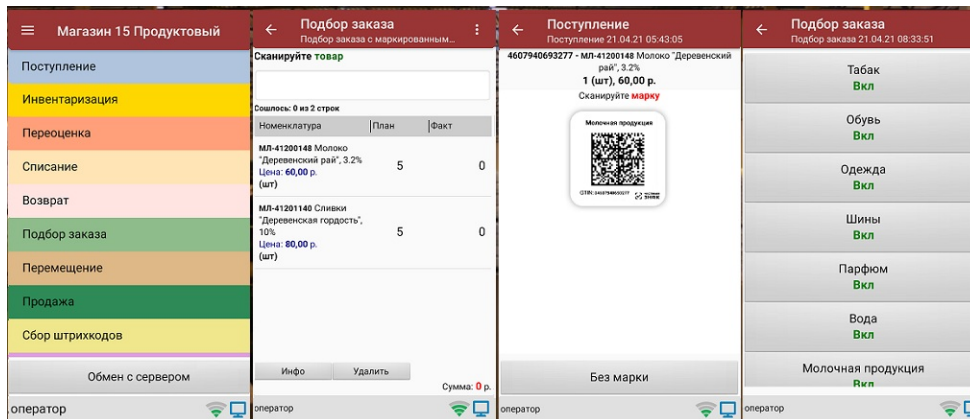 Магазин 15 Продуктовый
Поступление
Инвентаризация
Переоценка
Списание
Возврат
Подбор заказа
Перемещение
Продажа
Сбор штрихкодов
Обмен с сервером
оператор
Подбор заказа
Подбор заказа с маркированным...
Сканируйте товар
Сошлось: 0 из 2 строк
Номенклатура План Факт
МЛ-41200148 Молоко
"Деревенский рай", 3.2%
Цена: 60,00 р.
(шт)
5 0
МЛ-41201140 Сливки
"Деревенская гордость",
10%
Цена: 80,00 р.
(шт)
5 0
Инфо Удалить
Сумма: 0 р.
оператор
Поступление
Поступление 21.04.21 05:43:05
4607940693277 - МЛ-41200148 Молоко "Деревенский
рай", 3.2%
1 (шт), 60,00 р.
Сканируйте марку
Молочная продукция
GTIN:
Без марки
оператор
Подбор заказа
Подбор заказа 21.04.21 08:33:51
Табак
Вкл
Обувь
Вкл
Одежда
Вкл
Шины
Вкл
Парфюм
Вкл
Вода
Вкл
Молочная продукция
Вкл
оператор